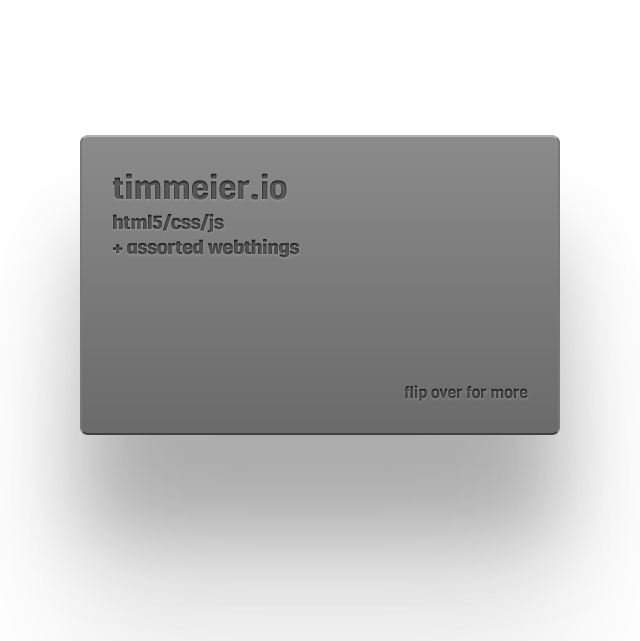 timmeier.io
html5/css/js
+ assorted webthings
flip over for more